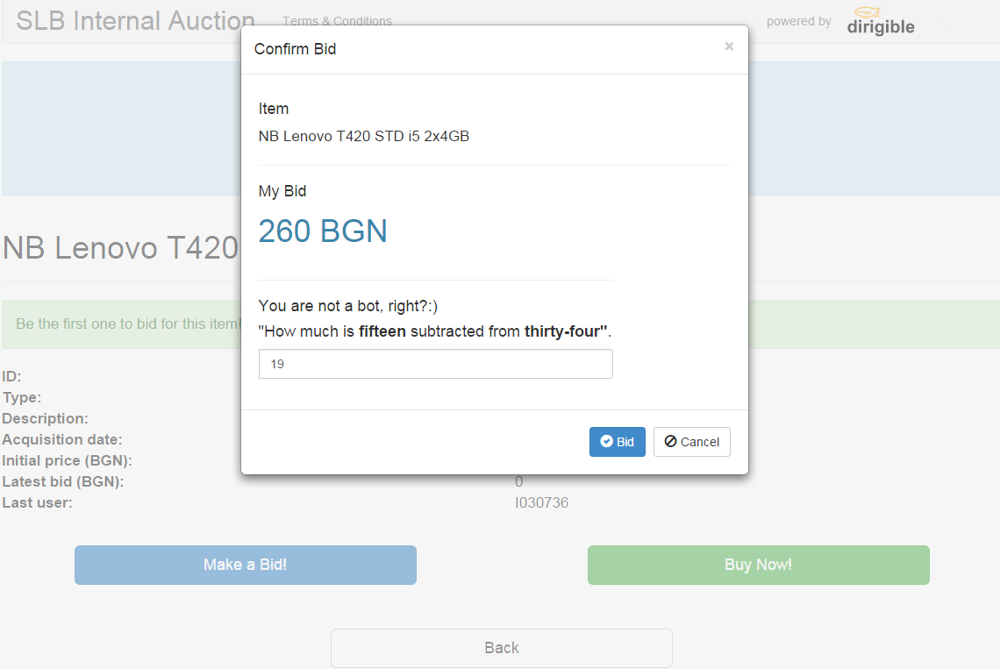 SLB Internal Auction Terms & Conditions powered by dirigible
Confirm Bid ×
Item
NB Lenovo T420 STD i5 2x4GB
My Bid
260 BGN
NB Lenovo T420
You are not a bot, right?:)
Be the first one to bid for this item!
"How much is fifteen subtracted from thirty-four".
19
ID:
Type:
Description:
Acquisition date:
Bid Cancel
Initial price (BGN):
Latest bid (BGN): 0
Last user: I030736
Make a Bid! Buy Now!
Back